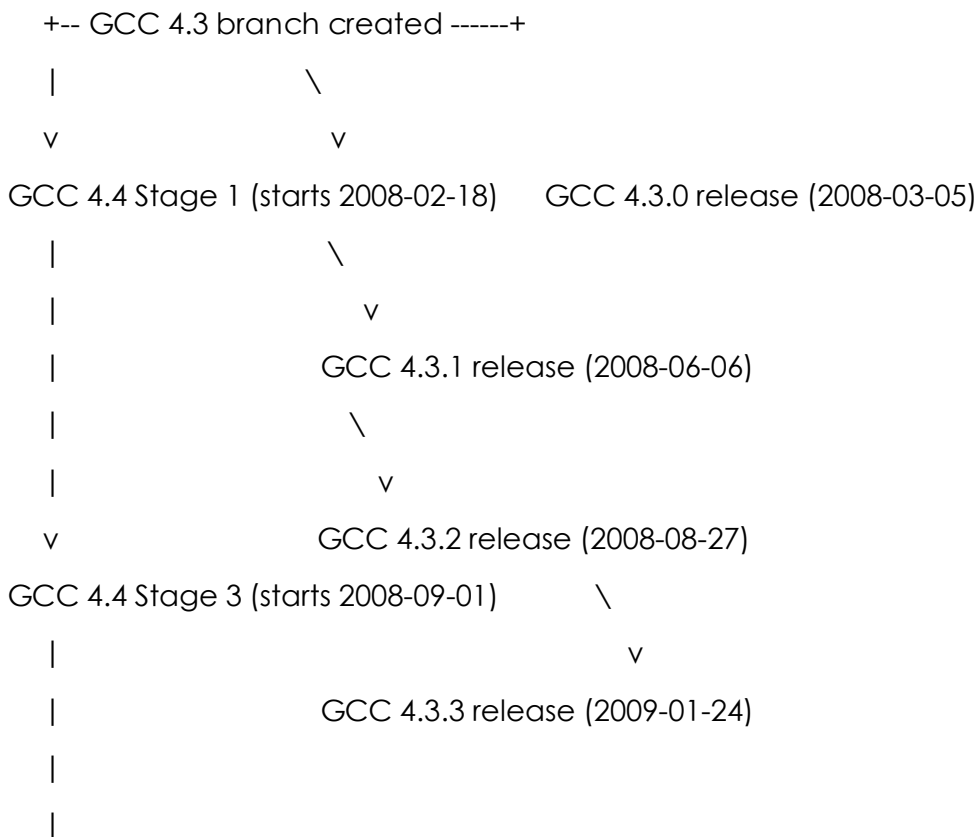 +-- GCC 4.3 branch created ------+
| \
v v
GCC 4.4 Stage 1 (starts 2008-02-18) GCC 4.3.0 release (2008-03-05)
| \
| v
| GCC 4.3.1 release (2008-06-06)
| \
| v
v GCC 4.3.2 release (2008-08-27)
GCC 4.4 Stage 3 (starts 2008-09-01) \
| v
| GCC 4.3.3 release (2009-01-24)
|
|